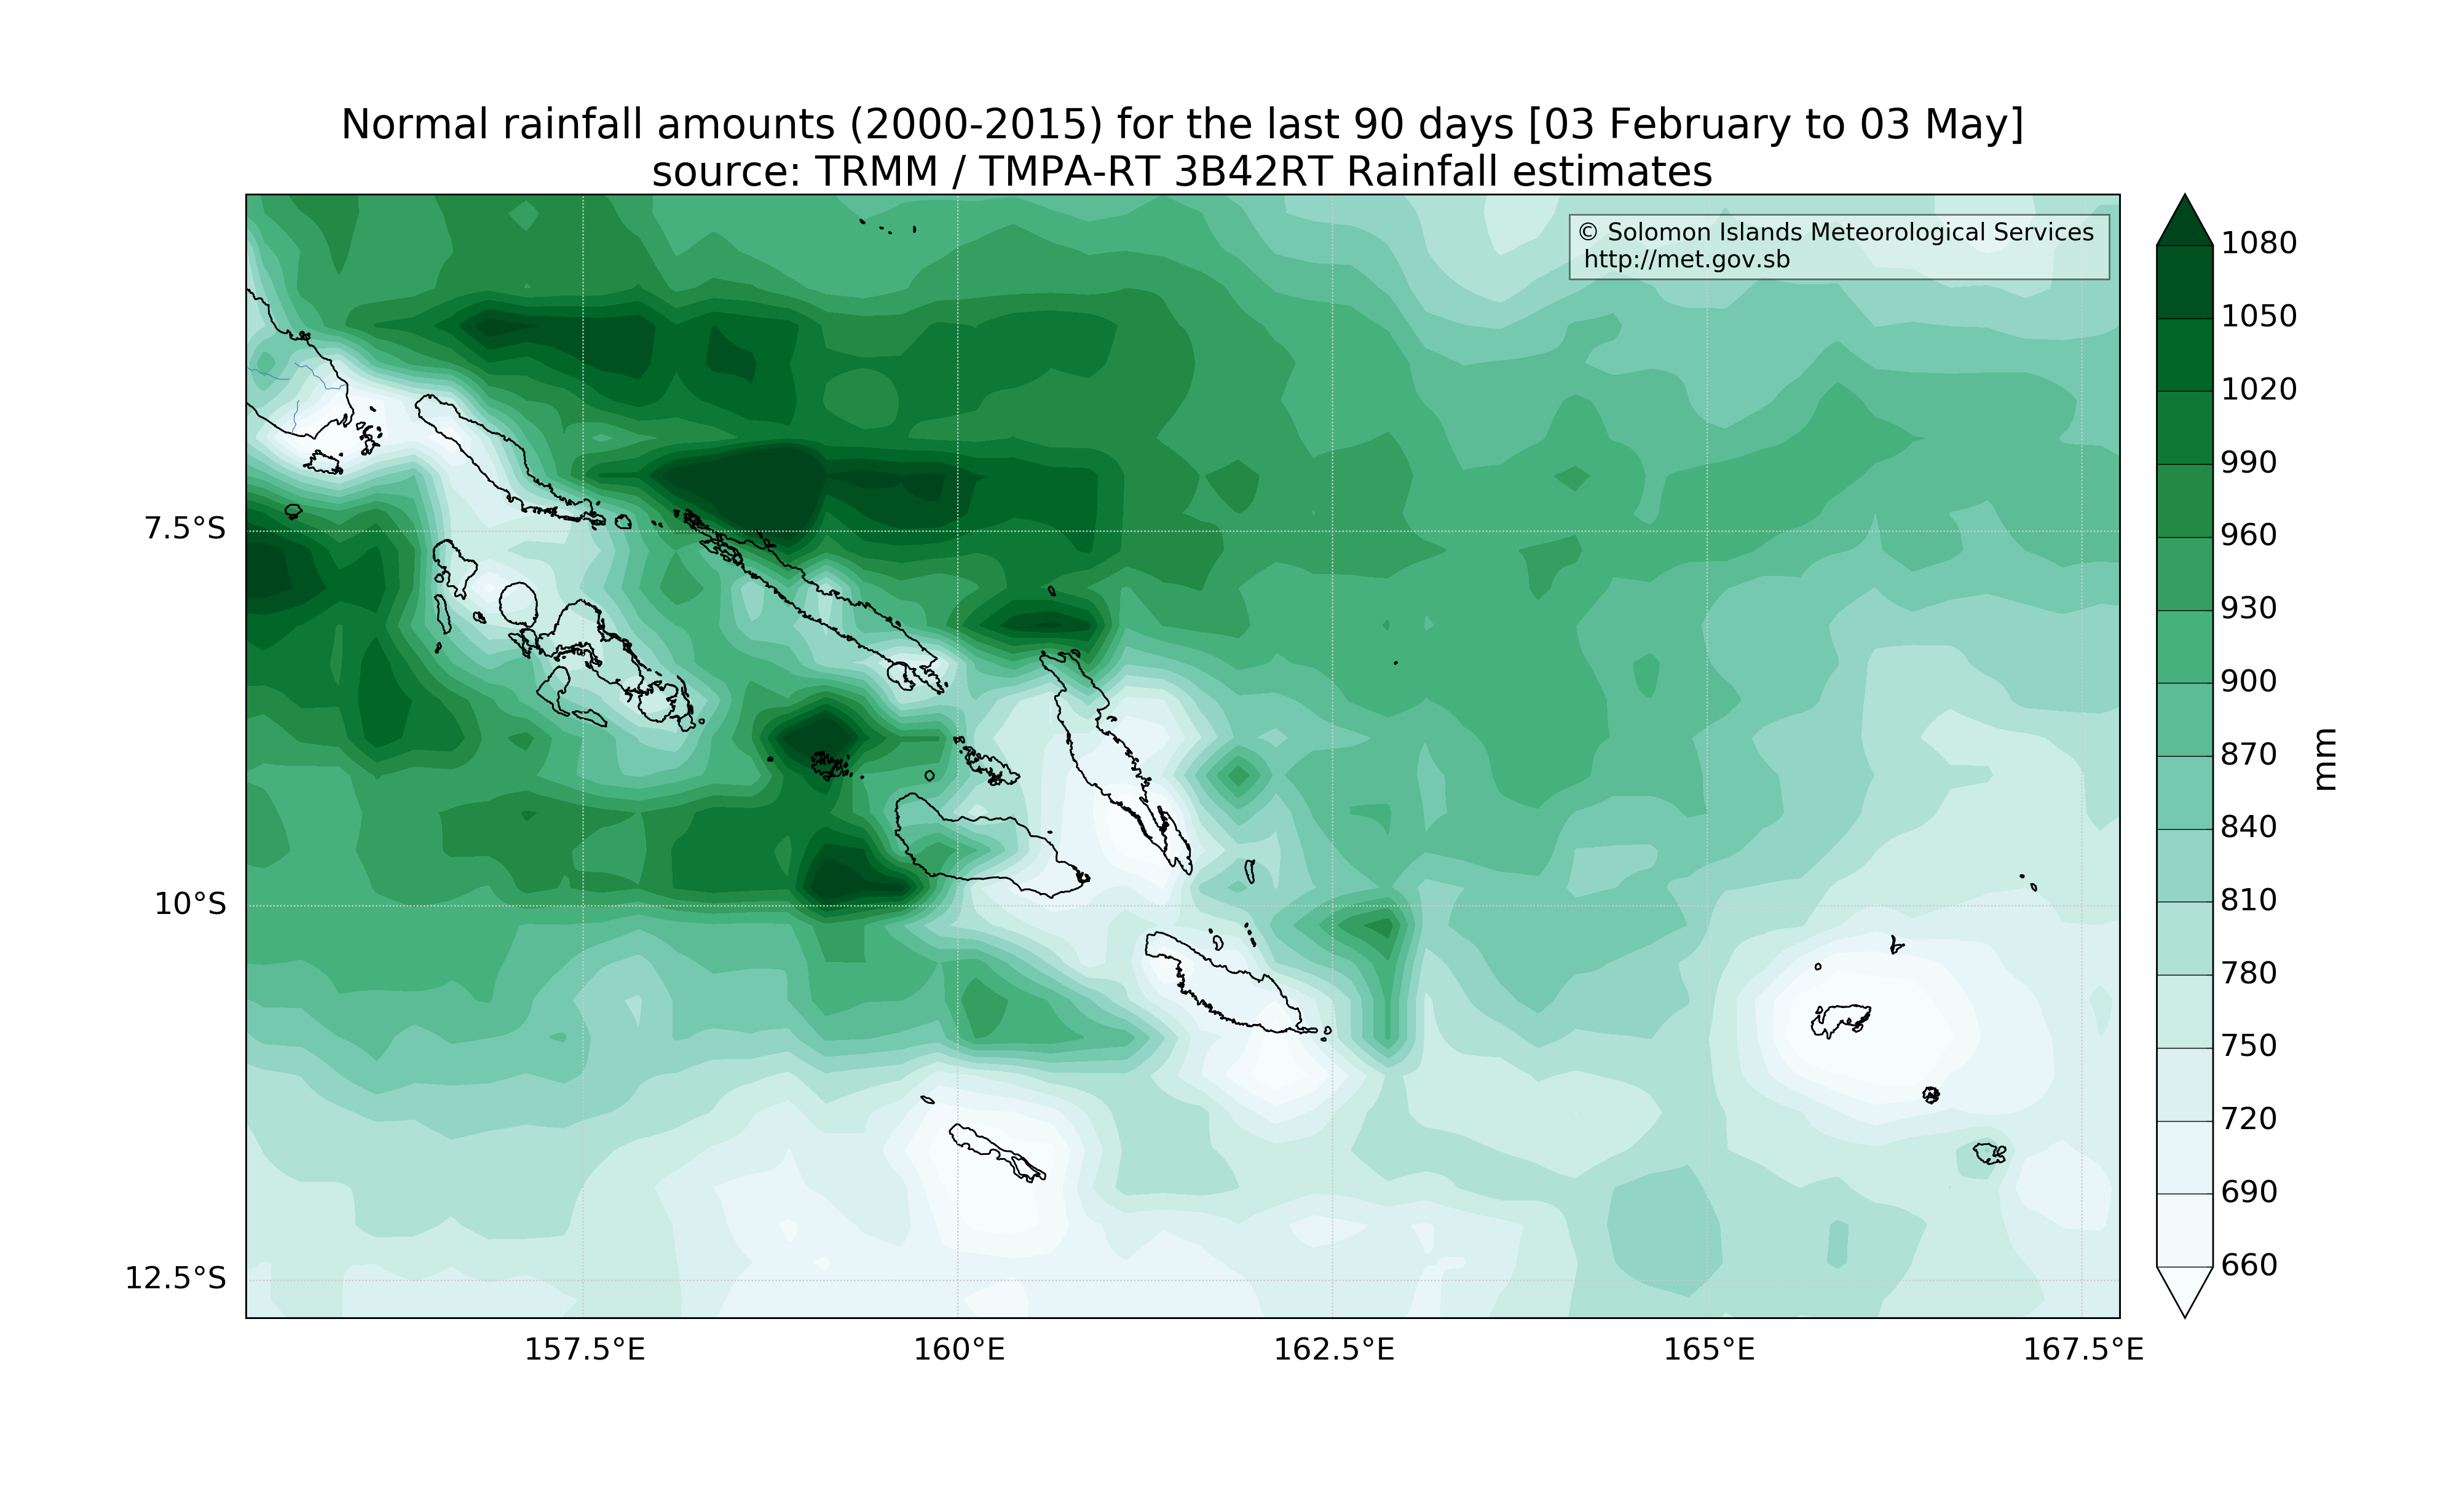 Normal rainfall amounts (2000-2015) for the last 90 days [03 February to 03 May]
source: TRMM / TMPA-RT 3B42RT Rainfall estimates
© Solomon Islands Meteorological Services
http://met.gov.sb
7.5°S
10°S
12.5°S
157.5°E
160°E
162.5°E
165°E
167.5°E
1080
1050
1020
990
960
930
900
870
840
810
780
750
720
690
660
mm